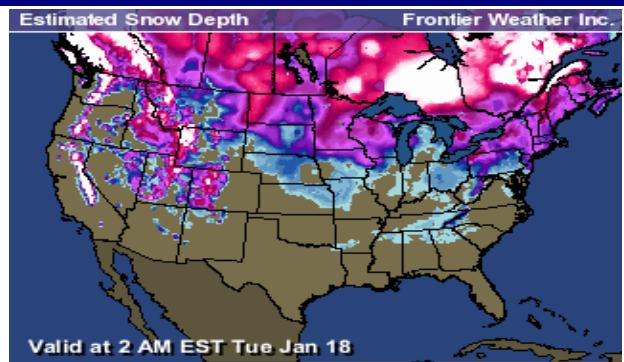 Estimated Snow Depth Frontier Weather Inc.
Valid at 2 AM EST Tue Jan 18